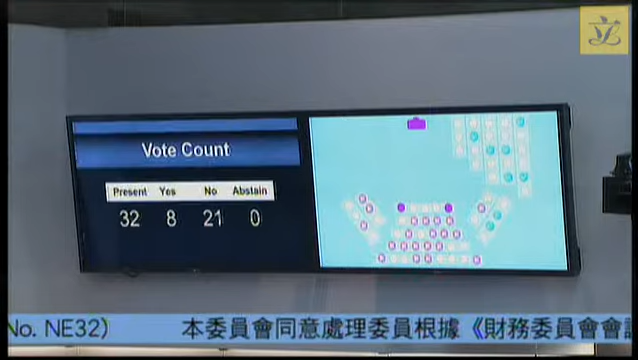 立
Vote Count
Present Yes No Abstain
32 8 21 0
No. NE32) 本委員會同意處理委員根據《財務委員會會